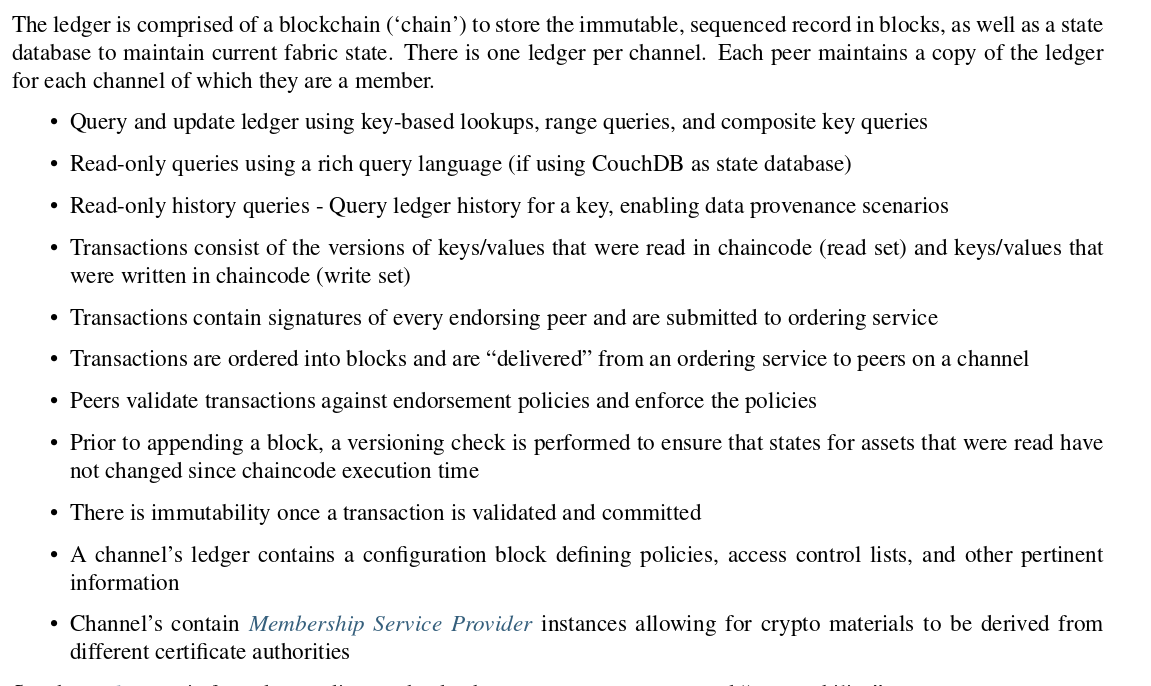 The ledger is comprised of a blockchain (‘chain’) to store the immutable, sequenced record in blocks, as well as a state
database to maintain current fabric state. There is one ledger per channel. Each peer maintains a copy of the ledger
for each channel of which they are a member.
• Query and update ledger using key-based lookups, range queries, and composite key queries
• Read-only queries using a rich query language (if using CouchDB as state database)
• Read-only history queries - Query ledger history for a key, enabling data provenance scenarios
• Transactions consist of the versions of keys/values that were read in chaincode (read set) and keys/values that
were written in chaincode (write set)
• Transactions contain signatures of every endorsing peer and are submitted to ordering service
• Transactions are ordered into blocks and are “delivered” from an ordering service to peers on a channel
• Peers validate transactions against endorsement policies and enforce the policies
• Prior to appending a block, a versioning check is performed to ensure that states for assets that were read have
not changed since chaincode execution time
• There is immutability once a transaction is validated and committed
• A channel’s ledger contains a configuration block defining policies, access control lists, and other pertinent
information
• Channel’s contain Membership Service Provider instances allowing for crypto materials to be derived from
different certificate authorities